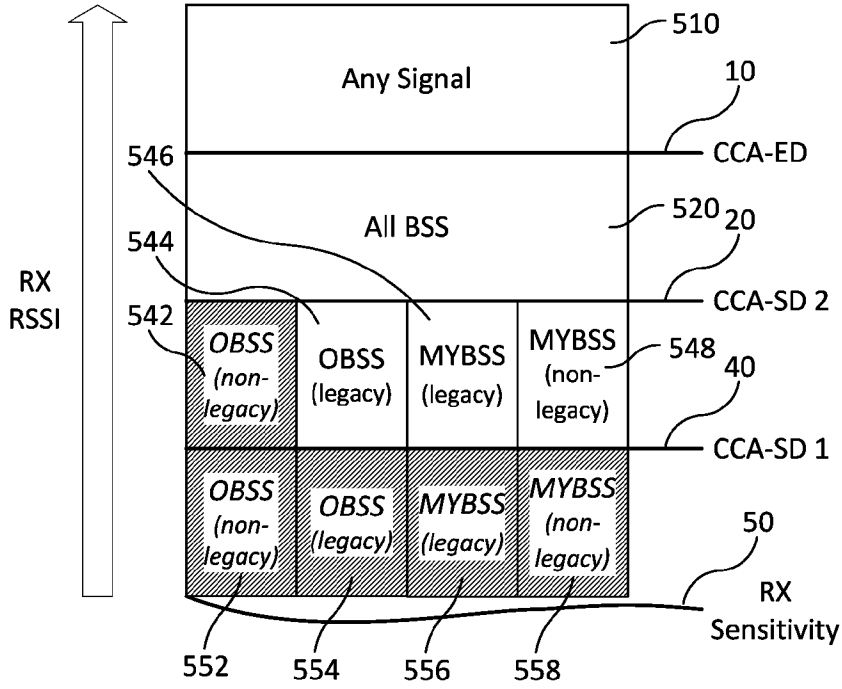 510
Any Signal
10
546
CCA-ED
544
All BSS
520
20
RX
RSSI
542
CCA-SD 2
OBSS
(non-
legacy)
OBSS
(legacy)
MYBSS
(legacy)
MYBSS
(non-
legacy)
548
40
CCA-SD 1
OBSS
(non-
legacy)
OBSS
(legacy)
MYBSS
(legacy)
MYBSS
(non-
legacy)
50
RX
Sensitivity
552
554
556
558